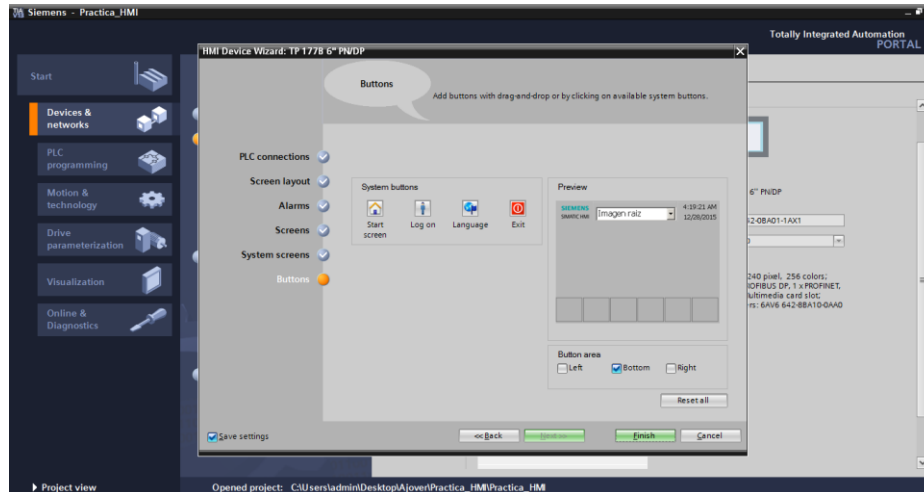 Siemens - Practica_HMI
Totally Integrated Automation
PORTAL
HMI Device Wizard: TP 177B 6" PN/DP
Start
Devices &
networks
PLC
programming
Motion &
technology
Drive
parameterization
Visualization
Online &
Diagnostics
Buttons
Add buttons with drag-and-drop or by clicking on available system buttons.
PLC connections
Screen layout
Alarms
Screens
System screens
Buttons
System buttons
Start
screen
Log on
Language
Exit
Preview
SIEMENS
SIMATIC HMI
Imagen raiz
4:19:21 AM
12/28/2015
Button area
Left
Bottom
Right
Reset all
Save settings
<< Back
Next >>
Finish
Cancel
6" PN/DP
42-0BA01-1AX1
240 pixel, 256 colors;
OFIBUS DP, 1 x PROFINET,
ultimedia card slot;
rs: 6AV6 642-8BA10-0AA0
Project view
Opened project: C:\Users\admin\Desktop\Ajover\Practica_HMI\Practica_HMI